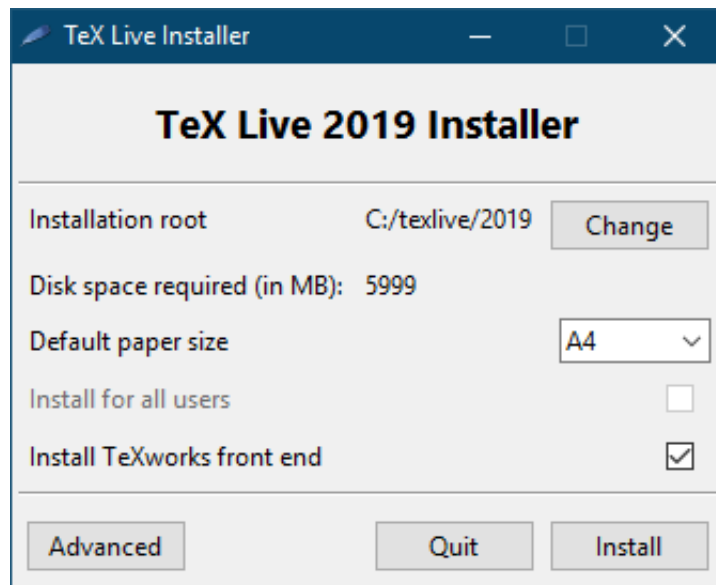 TeX Live Installer
TeX Live 2019 Installer
Installation root C:/texlive/2019 Change
Disk space required (in MB): 5999
Default paper size A4
Install for all users
Install TeXworks front end
Advanced Quit Install